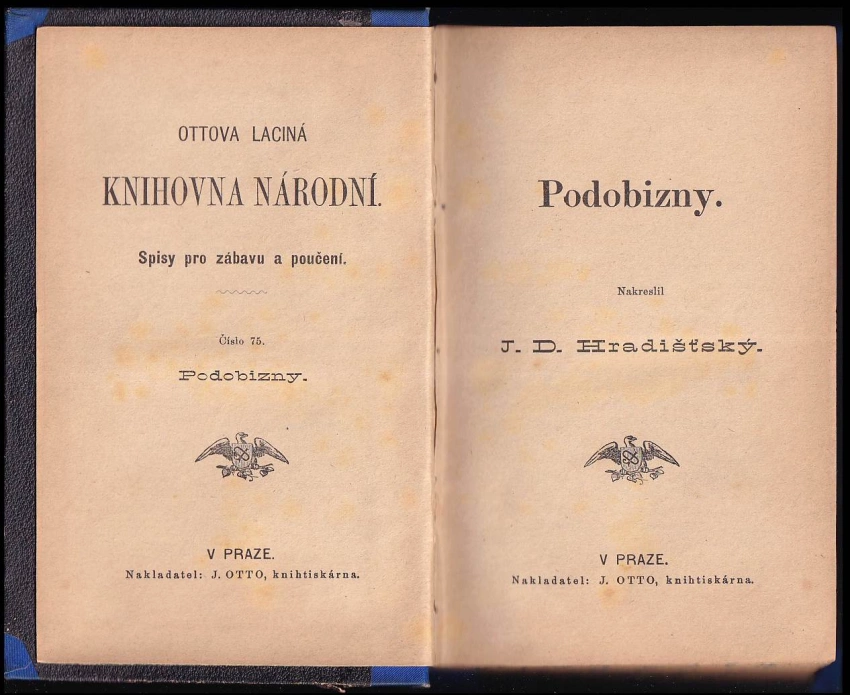 OTTOVA LACINÁ
KNIHOVNA NÁRODNÍ.
Spisy pro zábavu a poučení.
Číslo 75.
Podobizny.
V PRAZE.
Nakladatel: J. OTTO, knihtiskárna.
Podobizny.
Nakreslil
J. D. Hradišťský.
V PRAZE.
Nakladatel: J. OTTO, knihtiskárna.